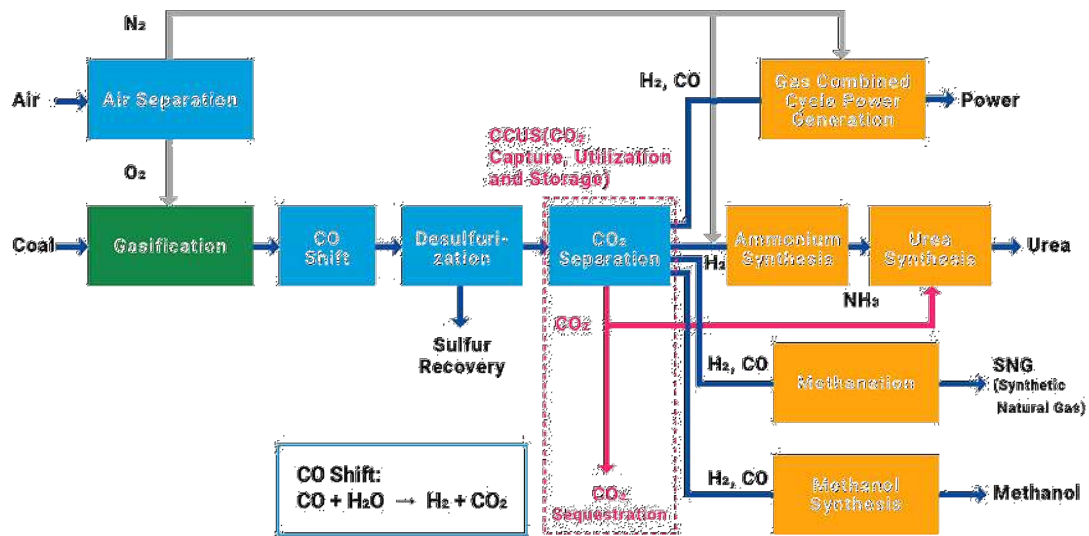 N₂
Air
Air Separation
O₂
H₂, CO
Gas Combined
Cycle Power
Generation
Power
CCUS(CO₂
Capture, Utilization
and Storage)
Coal
Gasification
CO
Shift
Desulfuri-
zation
CO₂
Separation
H₂
Ammonium
Synthesis
Urea
Synthesis
Urea
NH₃
CO₂
Sulfur
Recovery
H₂, CO
Methanation
SNG
(Synthetic
Natural Gas)
CO Shift:
CO + H₂O → H₂ + CO₂
CO₂
Sequestration
H₂, CO
Methanol
Synthesis
Methanol